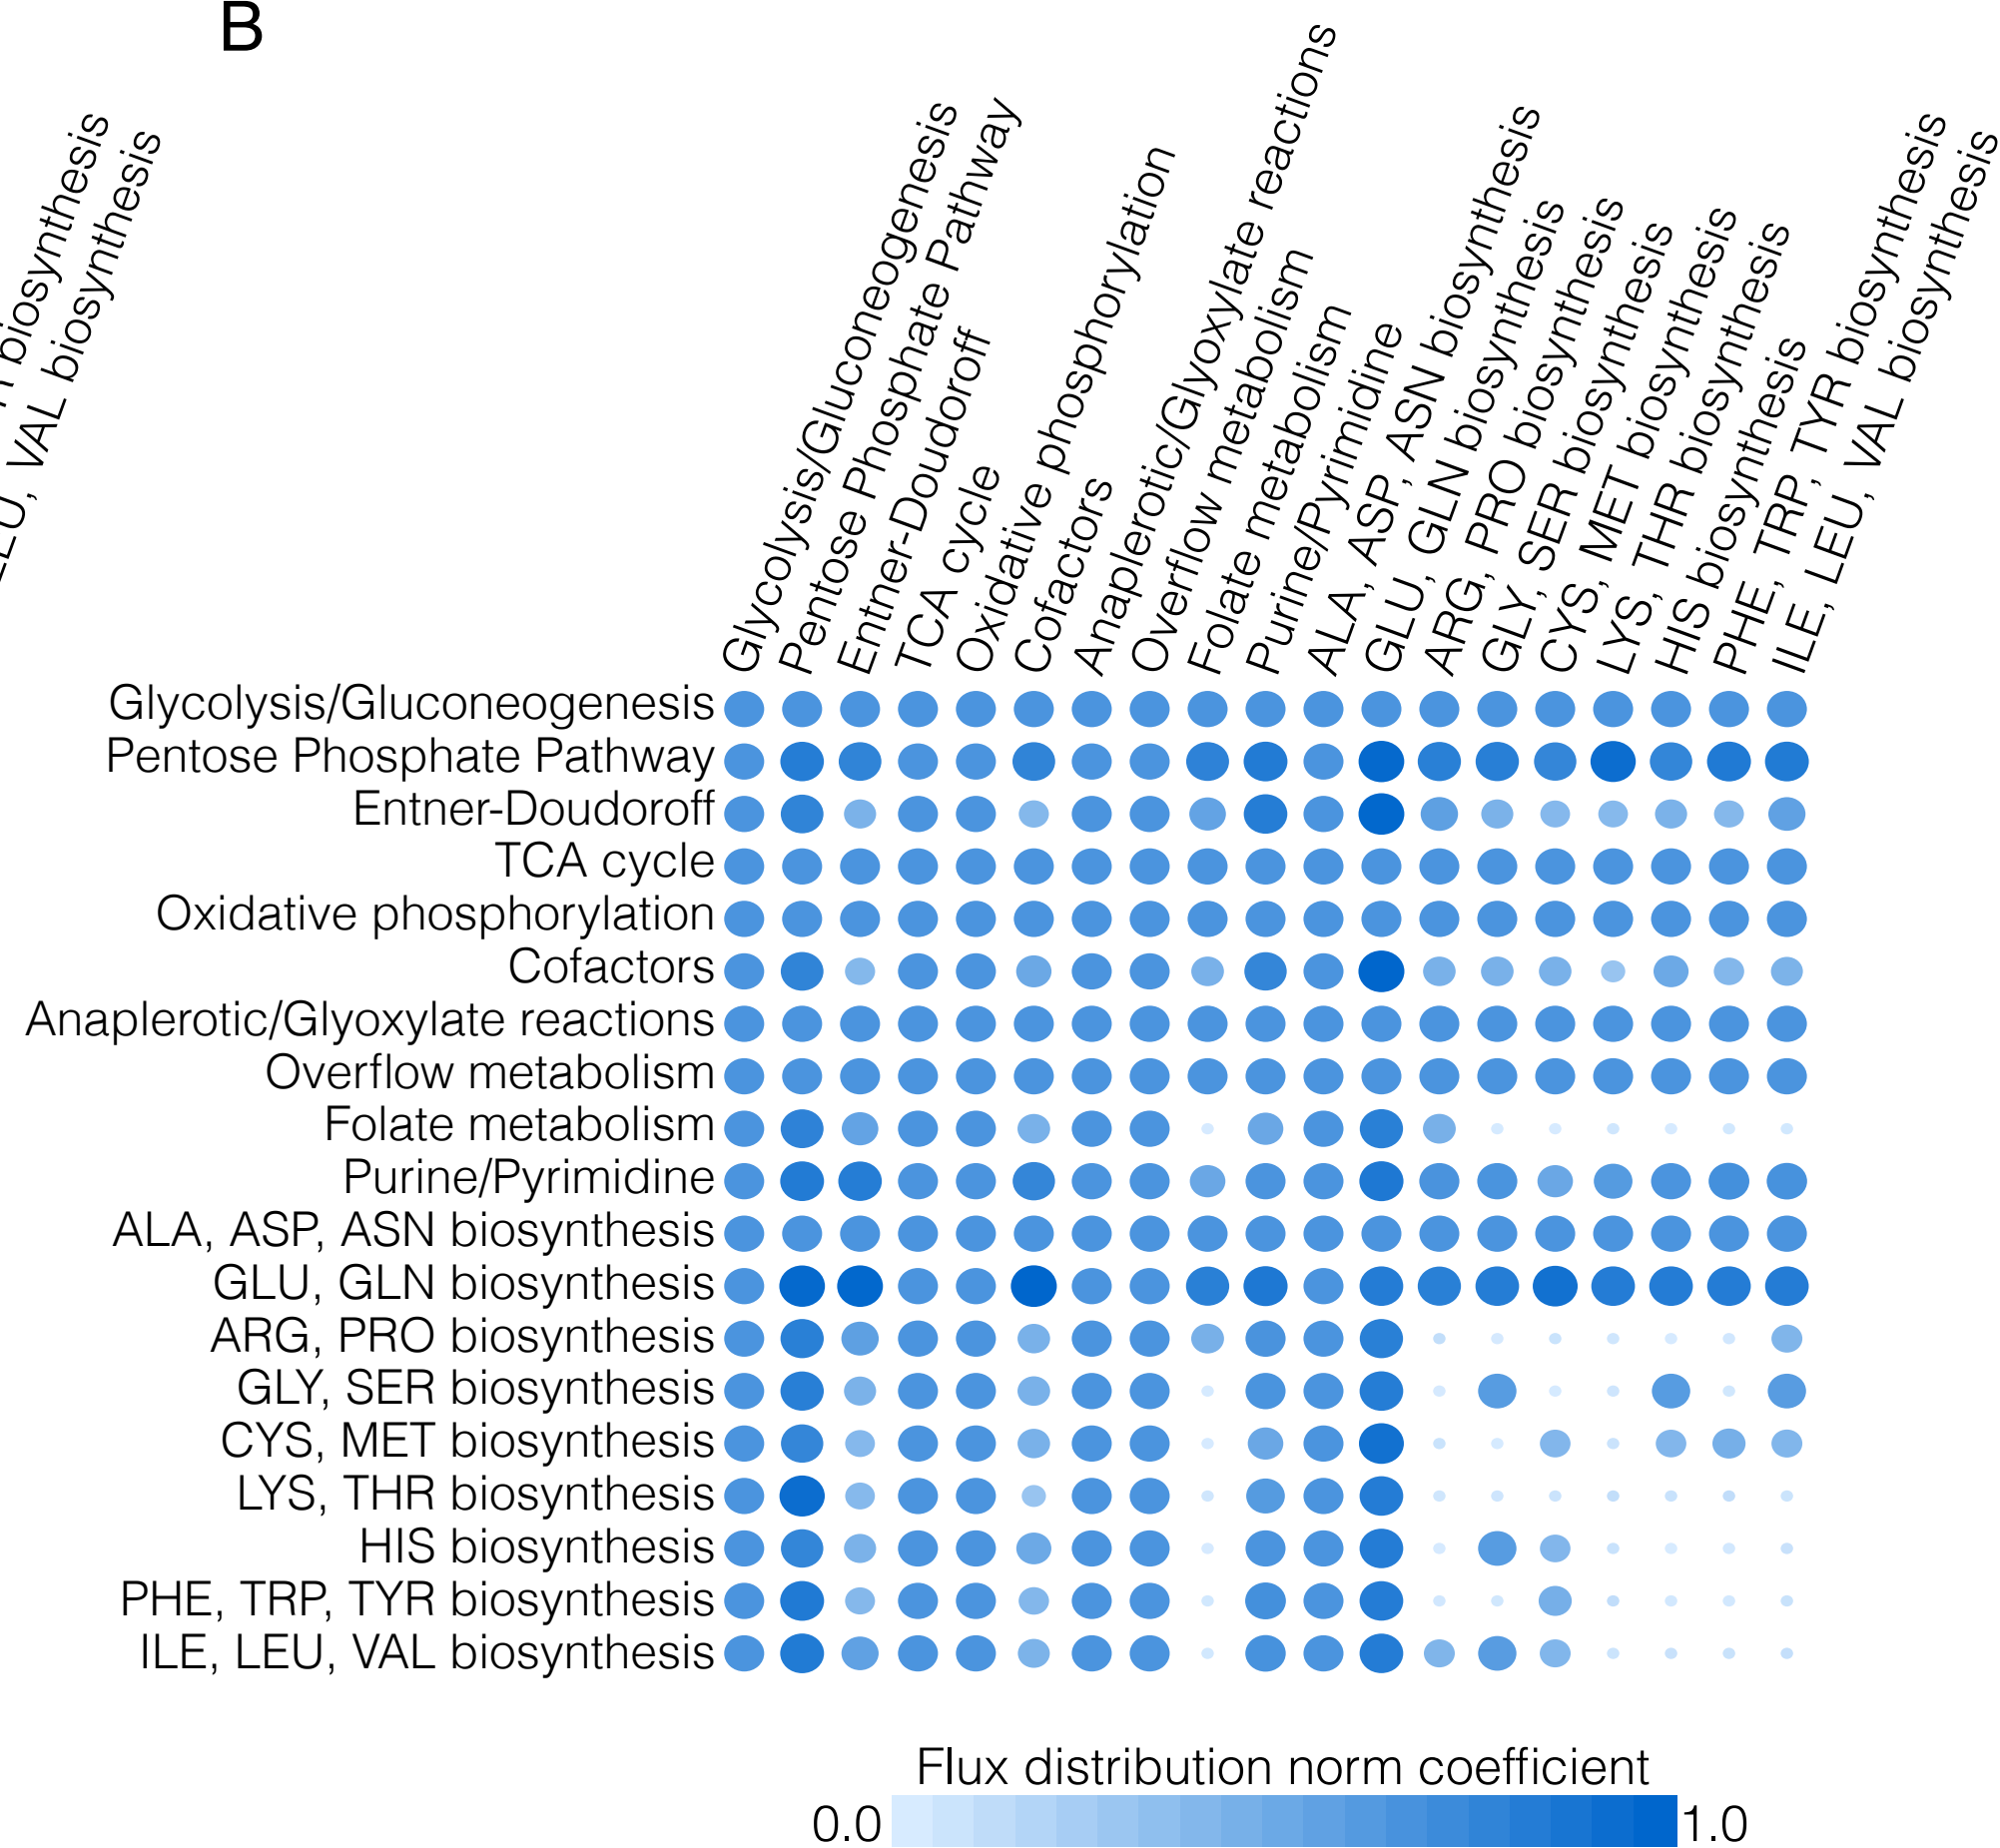 B
biosynthesis
LEU, VAL biosynthesis
Glycolysis/Gluconeogenesis
Pentose Phosphate Pathway
Entner-Doudoroff
TCA cycle
Oxidative phosphorylation
Cofactors
Anaplerotic/Glyoxylate reactions
Overflow metabolism
Folate metabolism
Purine/Pyrimidine
ALA, ASP, ASN biosynthesis
GLU, GLN biosynthesis
ARG, PRO biosynthesis
GLY, SER biosynthesis
CYS, MET biosynthesis
LYS, THR biosynthesis
HIS biosynthesis
PHE, TRP, TYR biosynthesis
ILE, LEU, VAL biosynthesis
Glycolysis/Gluconeogenesis
Pentose Phosphate Pathway
Entner-Doudoroff
TCA cycle
Oxidative phosphorylation
Cofactors
Anaplerotic/Glyoxylate reactions
Overflow metabolism
Folate metabolism
Purine/Pyrimidine
ALA, ASP, ASN biosynthesis
GLU, GLN biosynthesis
ARG, PRO biosynthesis
GLY, SER biosynthesis
CYS, MET biosynthesis
LYS, THR biosynthesis
HIS biosynthesis
PHE, TRP, TYR biosynthesis
ILE, LEU, VAL biosynthesis
Flux distribution norm coefficient
0.0 1.0